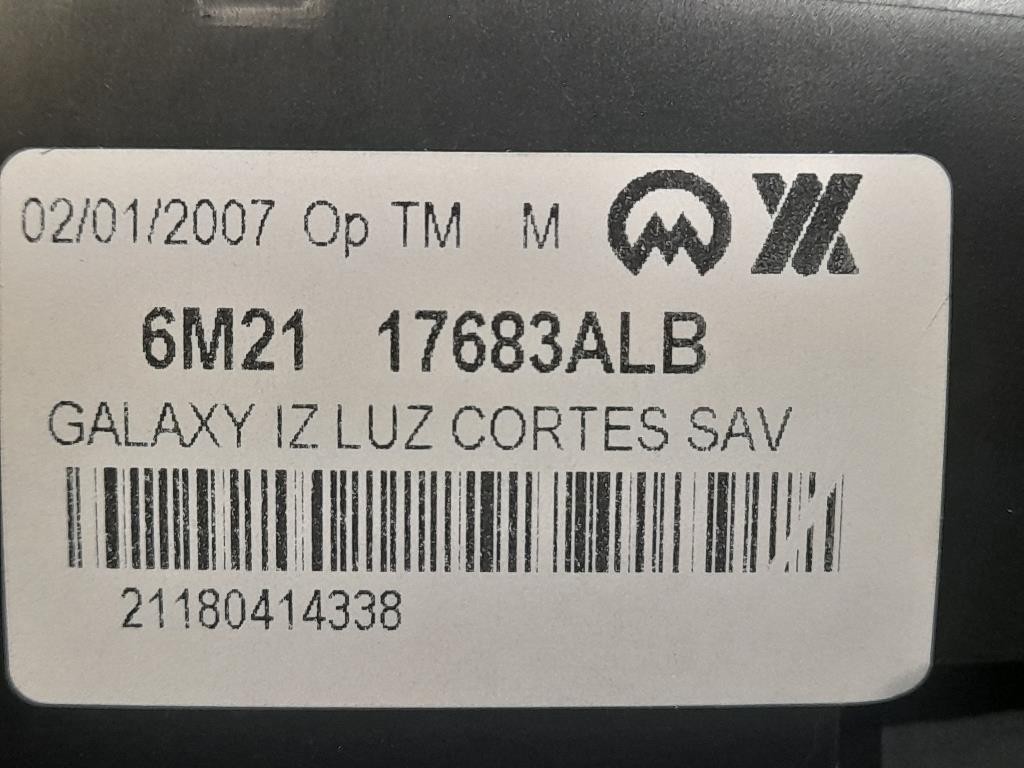 02/01/2007 Op TM M
6M21 17683ALB
GALAXY IZ LUZ CORTES SAV
21180414338